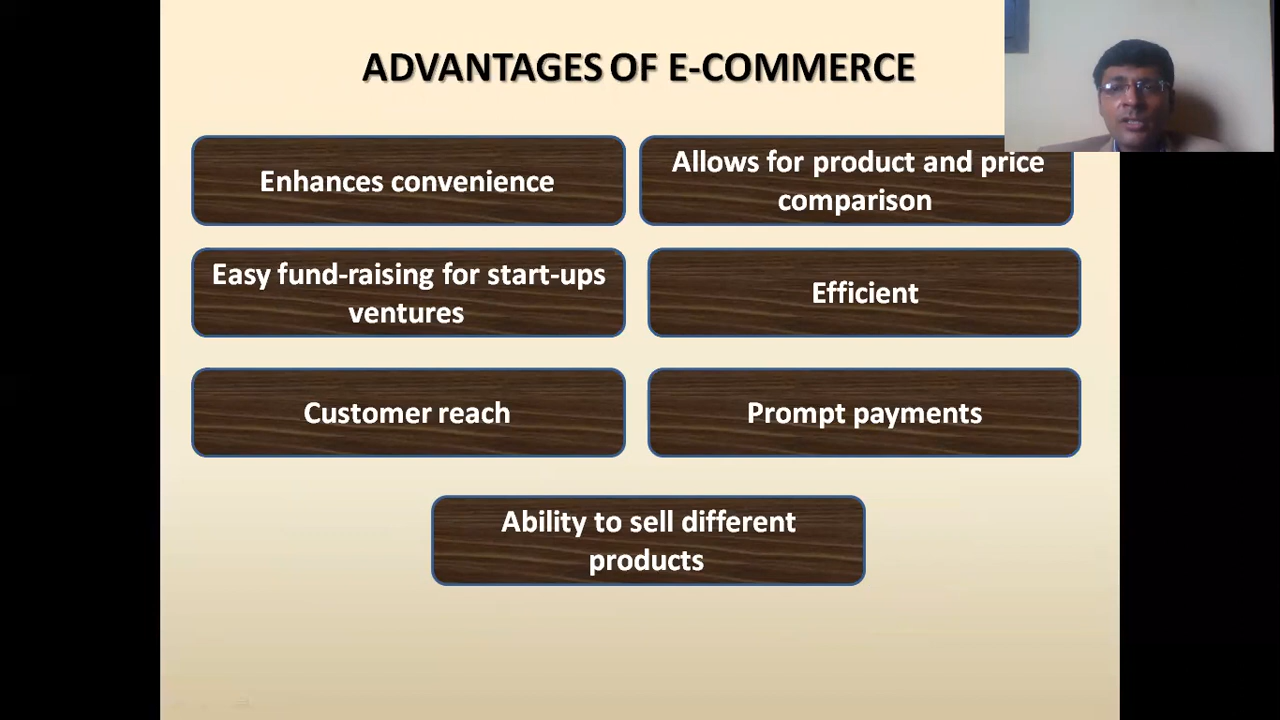 ADVANTAGES OF E-COMMERCE
Enhances convenience
Allows for product and price
comparison
Easy fund-raising for start-ups
ventures
Efficient
Customer reach
Prompt payments
Ability to sell different
products